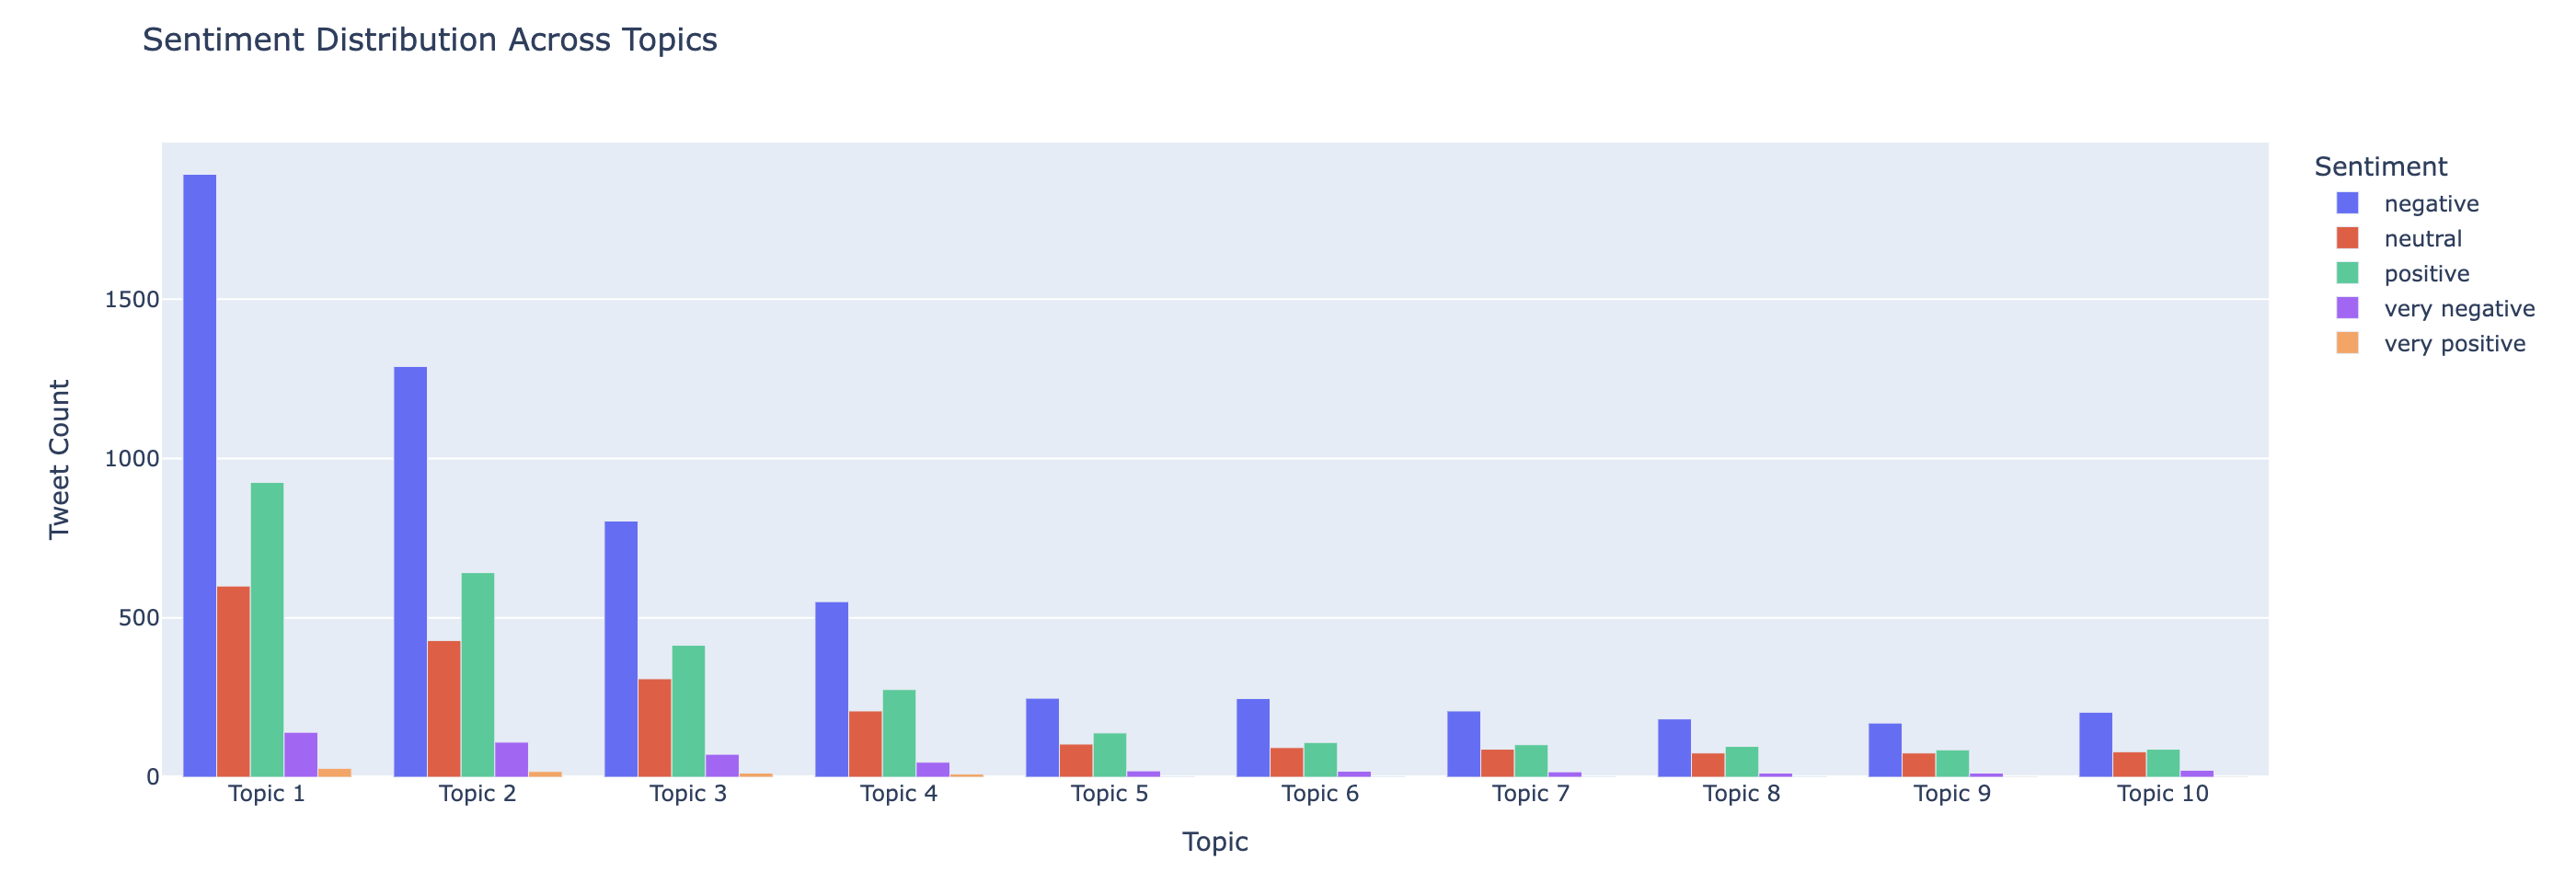 Sentiment Distribution Across Topics
Sentiment
negative
neutral
positive
very negative
very positive
Tweet Count
1500
1000
500
0
Topic 1
Topic 2
Topic 3
Topic 4
Topic 5
Topic 6
Topic 7
Topic 8
Topic 9
Topic 10
Topic